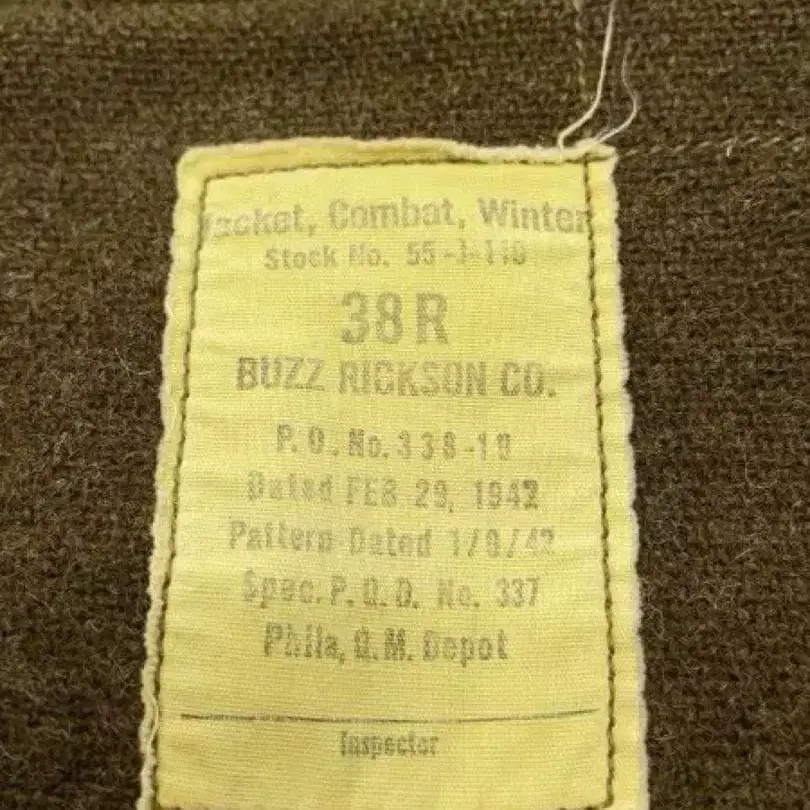 Jacket, Combat, Winter
Stock No. 55-J-110
38R
BUZZ RICKSON CO.
P.O. No. 338-19
Dated FEB 29, 1942
Pattern Dated 1/9/42
Spec. P.Q.D. No. 337
Phila, Q.M. Depot
Inspector